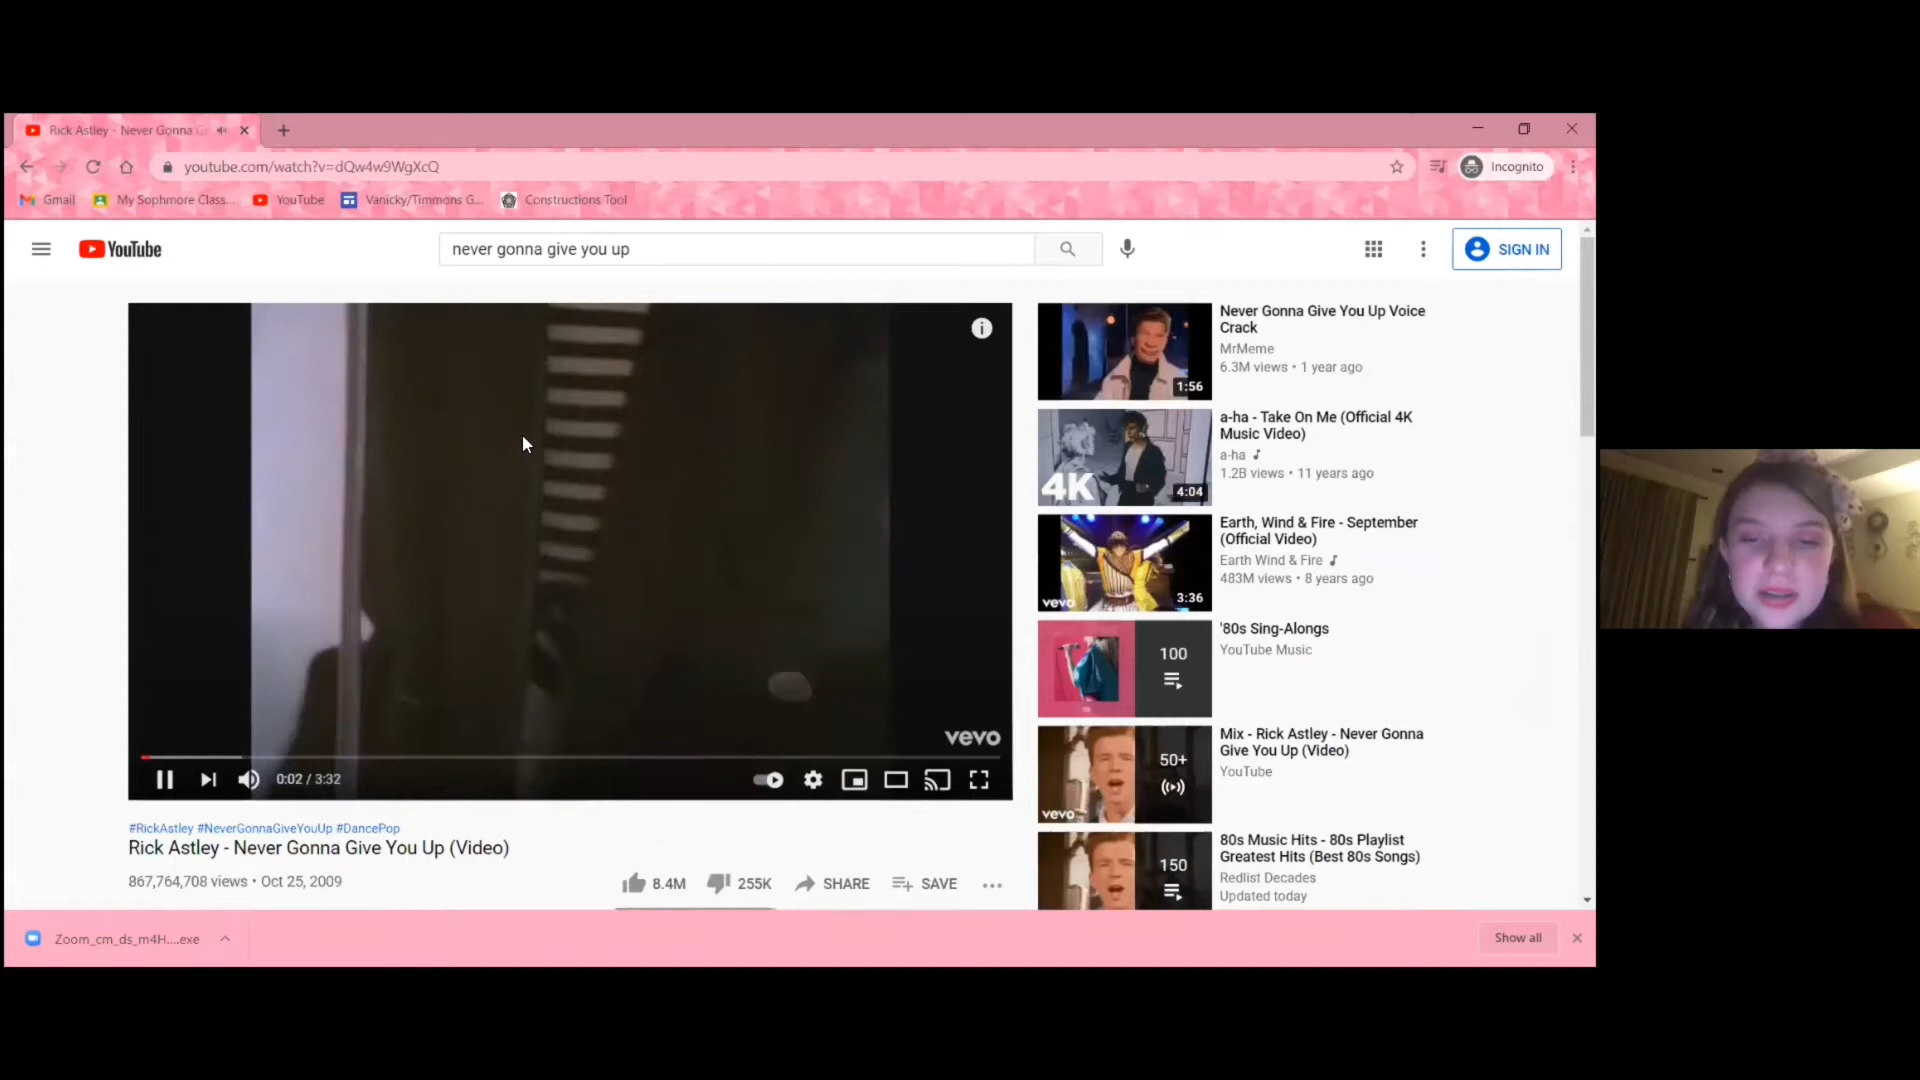 Rick Astley - Never Gonna G
youtube.com/watch?v=dQw4w9WgXcQ
Incognito
Gmail
My Sophmore Class...
YouTube
Vanicky/Timmons G...
Constructions Tool
YouTube
never gonna give you up
SIGN IN
vevo
0:02 / 3:32
#RickAstley #NeverGonnaGiveYouUp #DancePop
Rick Astley - Never Gonna Give You Up (Video)
867,764,708 views • Oct 25, 2009
8.4M
255K
SHARE
SAVE
1:56
Never Gonna Give You Up Voice
Crack
MrMeme
6.3M views • 1 year ago
4K
4:04
a-ha - Take On Me (Official 4K
Music Video)
a-ha
1.2B views • 11 years ago
vevo
3:36
Earth, Wind & Fire - September
(Official Video)
Earth Wind & Fire
483M views • 8 years ago
100
'80s Sing-Alongs
YouTube Music
vevo
50+
Mix - Rick Astley - Never Gonna
Give You Up (Video)
YouTube
150
80s Music Hits - 80s Playlist
Greatest Hits (Best 80s Songs)
Redlist Decades
Updated today
Zoom_cm_ds_m4H....exe
Show all